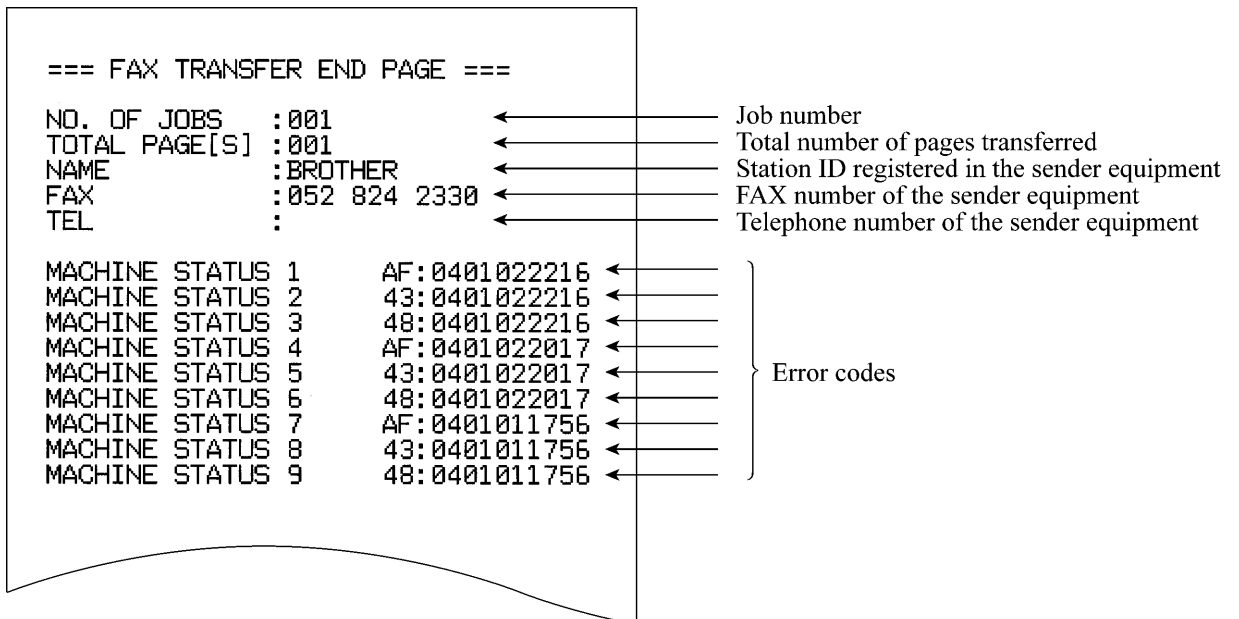 === FAX TRANSFER END PAGE ===
NO. OF JOBS :001
TOTAL PAGE[S] :001
NAME :BROTHER
FAX :052 824 2330
TEL :
Job number
Total number of pages transferred
Station ID registered in the sender equipment
FAX number of the sender equipment
Telephone number of the sender equipment
MACHINE STATUS 1 AF:0401022216
MACHINE STATUS 2 43:0401022216
MACHINE STATUS 3 48:0401022216
MACHINE STATUS 4 AF:0401022017
MACHINE STATUS 5 43:0401022017
MACHINE STATUS 6 48:0401022017
MACHINE STATUS 7 AF:0401011756
MACHINE STATUS 8 43:0401011756
MACHINE STATUS 9 48:0401011756
Error codes